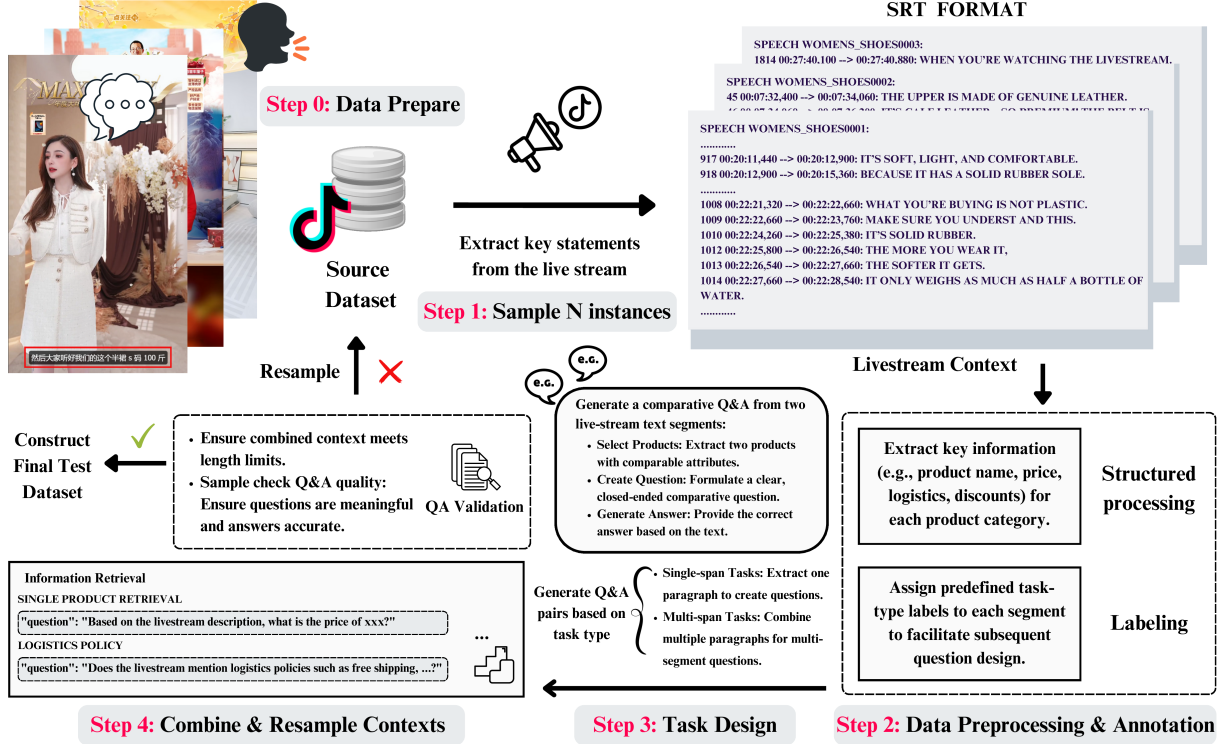 点关注
MAX
然后大家听好我们的这个半裙 s 码 100 斤
Step 0: Data Prepare
Source
Dataset
Extract key statements
from the live stream
Step 1: Sample N instances
SRT FORMAT
SPEECH WOMENS_SHOES0003:
1814 00:27:40.100 --> 00:27:40.880: WHEN YOU'RE WATCHING THE LIVESTREAM.
SPEECH WOMENS_SHOES0002:
45 00:07:32,400 --> 00:07:34,060: THE UPPER IS MADE OF GENUINE LEATHER.
SPEECH WOMENS_SHOES0001:
............
917 00:20:11,440 --> 00:20:12,900: IT'S SOFT, LIGHT, AND COMFORTABLE.
918 00:20:12,900 --> 00:20:15,360: BECAUSE IT HAS A SOLID RUBBER SOLE.
............
1008 00:22:21,320 --> 00:22:22,660: WHAT YOU'RE BUYING IS NOT PLASTIC.
1009 00:22:22,660 --> 00:22:23,760: MAKE SURE YOU UNDERST AND THIS.
1010 00:22:24,260 --> 00:22:25,380: IT'S SOLID RUBBER.
1012 00:22:25,800 --> 00:22:26,540: THE MORE YOU WEAR IT,
1013 00:22:26,540 --> 00:22:27,660: THE SOFTER IT GETS.
1014 00:22:27,660 --> 00:22:28,540: IT ONLY WEIGHS AS MUCH AS HALF A BOTTLE OF
WATER.
............
Livestream Context
Extract key information
(e.g., product name, price,
logistics, discounts) for
each product category.
Structured
processing
Assign predefined task-
type labels to each segment
to facilitate subsequent
question design.
Labeling
Step 2: Data Preprocessing & Annotation
e.g.
e.g.
Generate a comparative Q&A from two
live-stream text segments:
• Select Products: Extract two products
with comparable attributes.
• Create Question: Formulate a clear,
closed-ended comparative question.
• Generate Answer: Provide the correct
answer based on the text.
Generate Q&A
pairs based on
task type
• Single-span Tasks: Extract one
paragraph to create questions.
• Multi-span Tasks: Combine
multiple paragraphs for multi-
segment questions.
Step 3: Task Design
Information Retrieval
SINGLE PRODUCT RETRIEVAL
"question": "Based on the livestream description, what is the price of xxx?"
LOGISTICS POLICY
"question": "Does the livestream mention logistics policies such as free shipping, ...?"
...
Step 4: Combine & Resample Contexts
Resample
• Ensure combined context meets
length limits.
• Sample check Q&A quality:
Ensure questions are meaningful
and answers accurate.
QA Validation
Construct
Final Test
Dataset